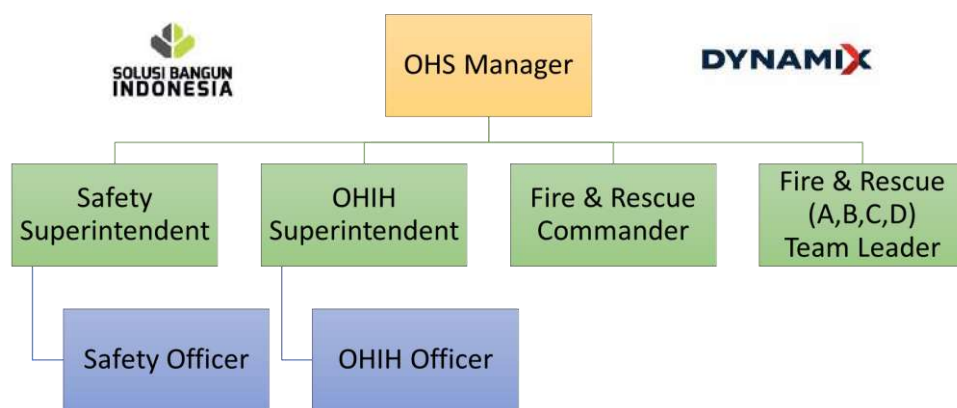 SOLUSI BANGUN
INDONESIA
OHS Manager
DYNAMIX
Safety
Superintendent
OHIH
Superintendent
Fire & Rescue
Commander
Fire & Rescue
(A,B,C,D)
Team Leader
Safety Officer
OHIH Officer